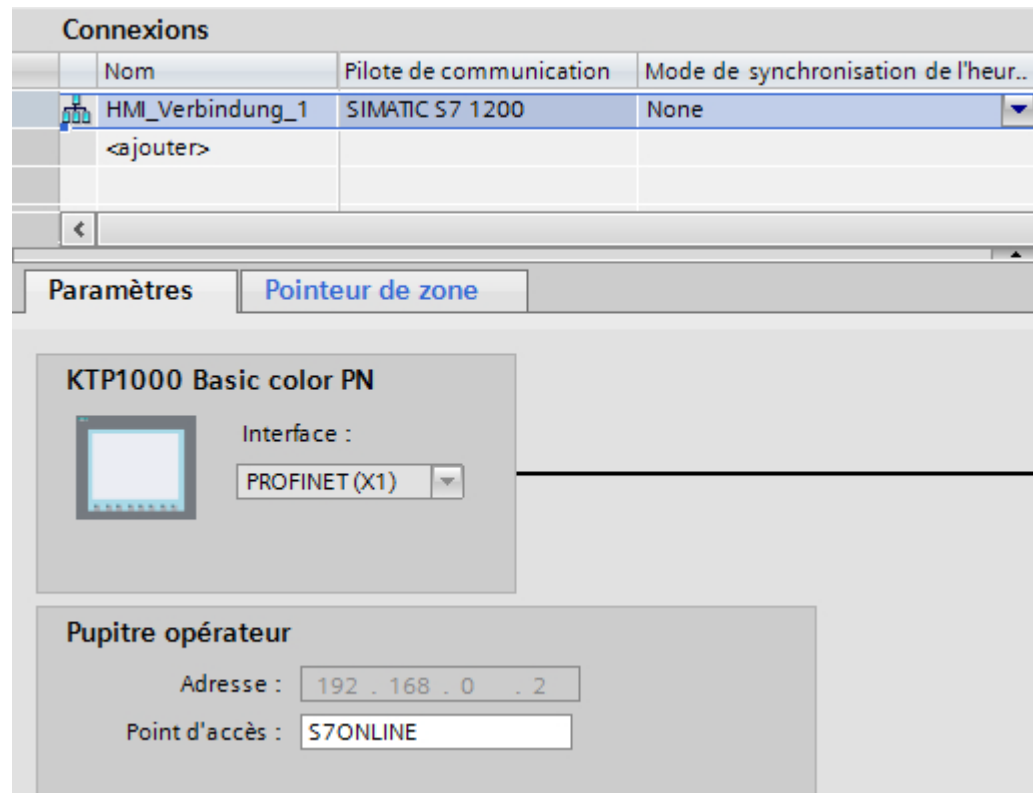 Connexions
Nom Pilote de communication Mode de synchronisation de l'heur..
HMI_Verbindung_1 SIMATIC S7 1200 None
<ajouter>
Paramètres Pointeur de zone
KTP1000 Basic color PN
Interface :
PROFINET (X1)
Pupitre opérateur
Adresse : 192 . 168 . 0 . 2
Point d'accès : S7ONLINE